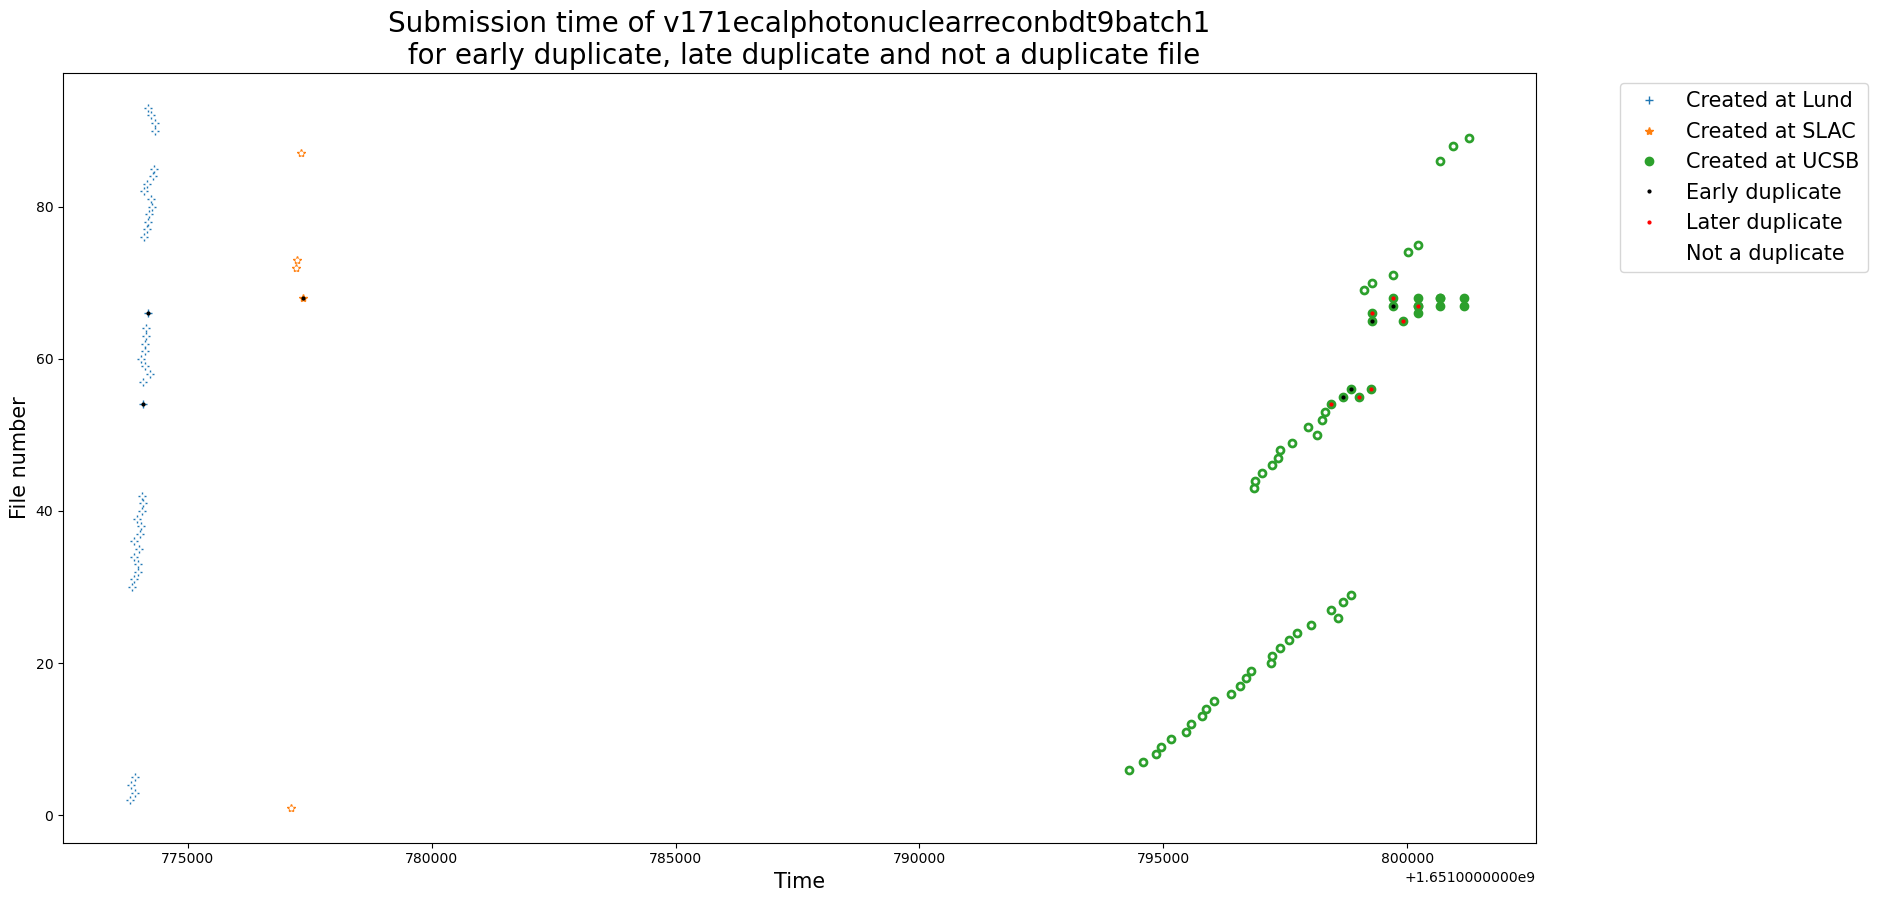 Submission time of v171ecalphotonuclearreconbdt9batch1
for early duplicate, late duplicate and not a duplicate file
Created at Lund
Created at SLAC
Created at UCSB
Early duplicate
Later duplicate
Not a duplicate
File number
80
60
40
20
0
775000
780000
785000
790000
795000
800000
+1.6510000000e9
Time